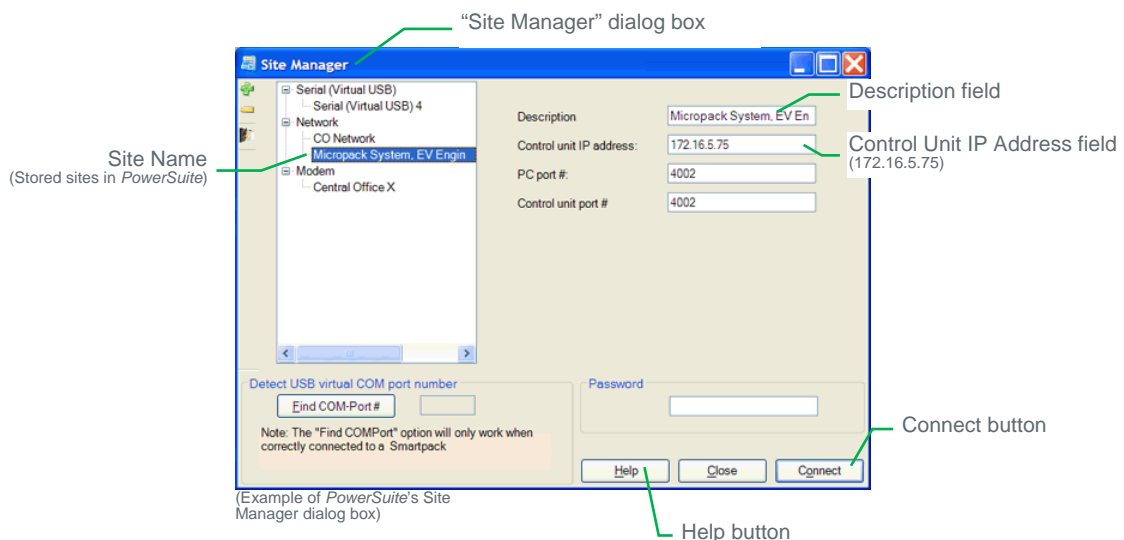 “Site Manager” dialog box
Site Manager
Serial (Virtual USB)
Serial (Virtual USB) 4
Network
CO Network
Micropack System, EV Engin
Modem
Central Office X
Description
Micropack System, EV En
Control unit IP address:
172.16.5.75
PC port #:
4002
Control unit port #
4002
Description field
Control Unit IP Address field
(172.16.5.75)
Site Name
(Stored sites in PowerSuite)
Detect USB virtual COM port number
Find COM-Port #
Note: The "Find COMPort" option will only work when
correctly connected to a Smartpack
Password
Help
Close
Connect
Connect button
(Example of PowerSuite’s Site
Manager dialog box)
Help button